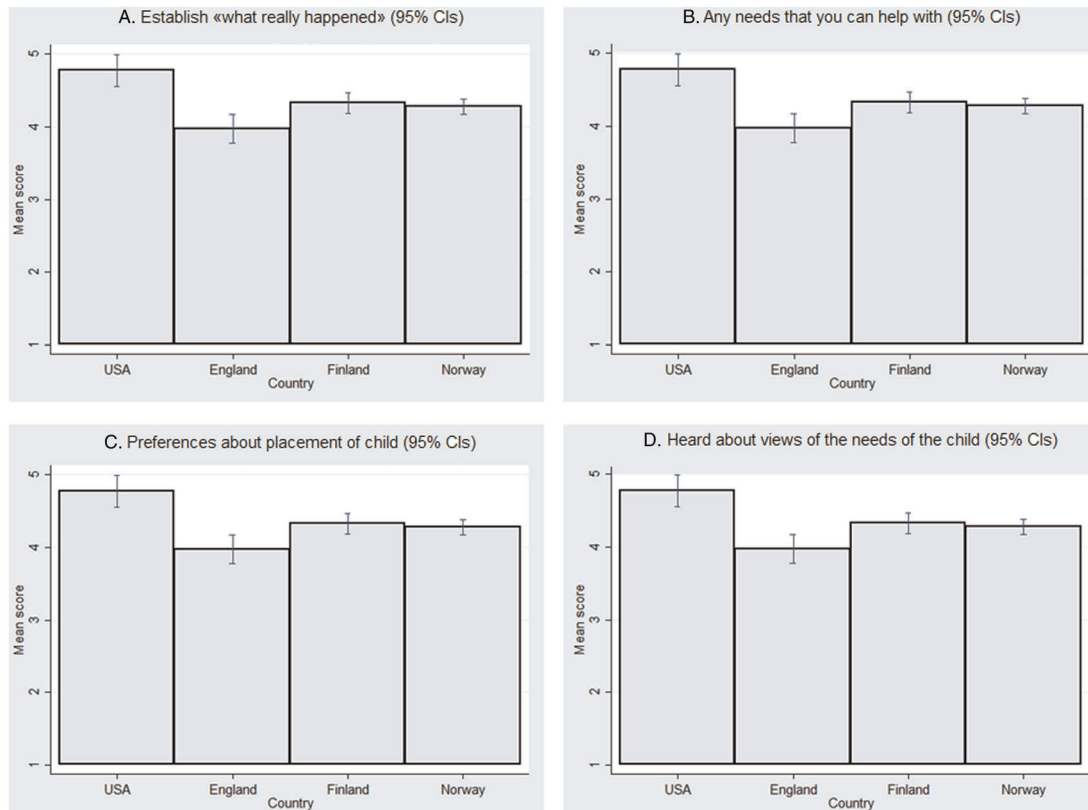 A. Establish «what really happened» (95% CIs)
Mean score
5
4
3
2
1
USA England Finland Norway
Country
B. Any needs that you can help with (95% CIs)
Mean score
5
4
3
2
1
USA England Finland Norway
Country
C. Preferences about placement of child (95% CIs)
Mean score
5
4
3
2
1
USA England Finland Norway
Country
D. Heard about views of the needs of the child (95% CIs)
Mean score
5
4
3
2
1
USA England Finland Norway
Country